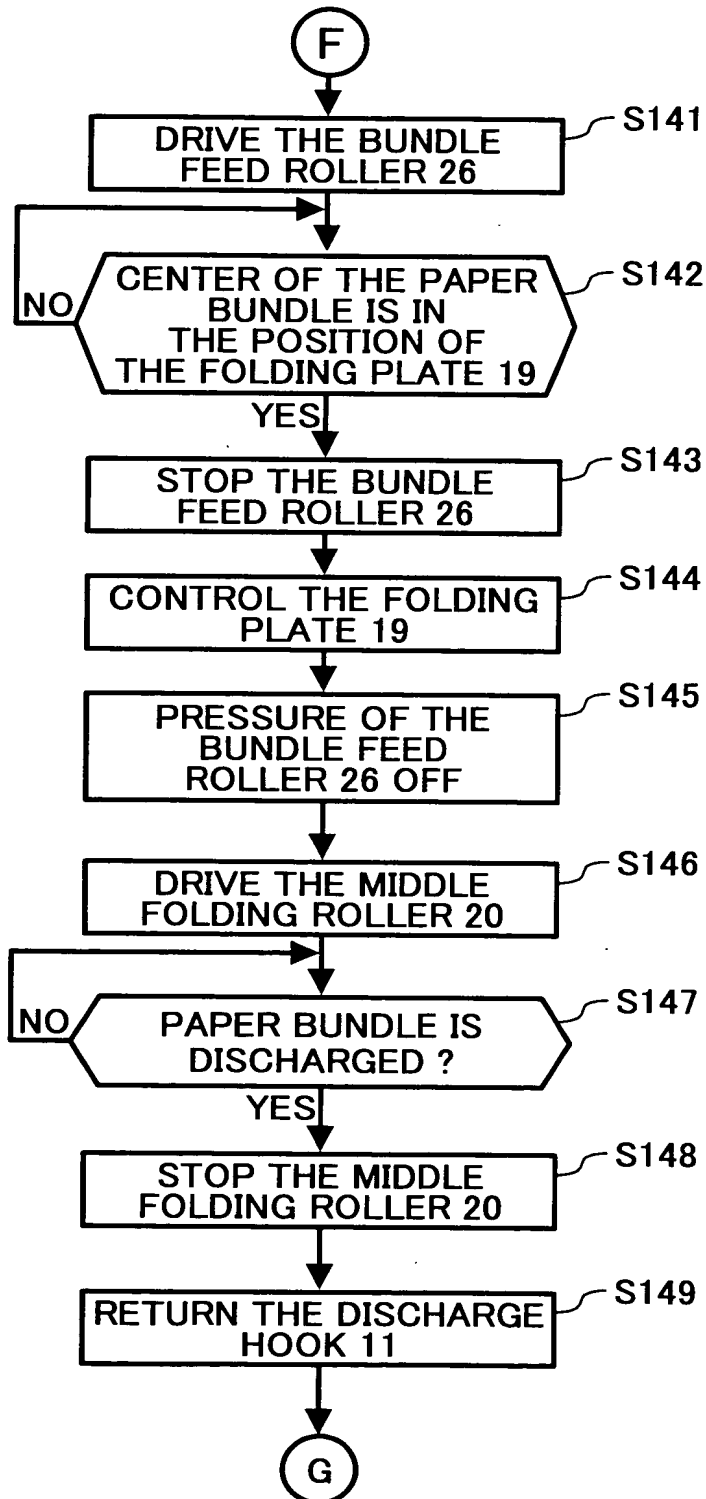 F
S141
DRIVE THE BUNDLE
FEED ROLLER 26
S142
CENTER OF THE PAPER
BUNDLE IS IN
THE POSITION OF
THE FOLDING PLATE 19
NO
YES
S143
STOP THE BUNDLE
FEED ROLLER 26
S144
CONTROL THE FOLDING
PLATE 19
S145
PRESSURE OF THE
BUNDLE FEED
ROLLER 26 OFF
S146
DRIVE THE MIDDLE
FOLDING ROLLER 20
S147
NO
PAPER BUNDLE IS
DISCHARGED ?
YES
S148
STOP THE MIDDLE
FOLDING ROLLER 20
S149
RETURN THE DISCHARGE
HOOK 11
G